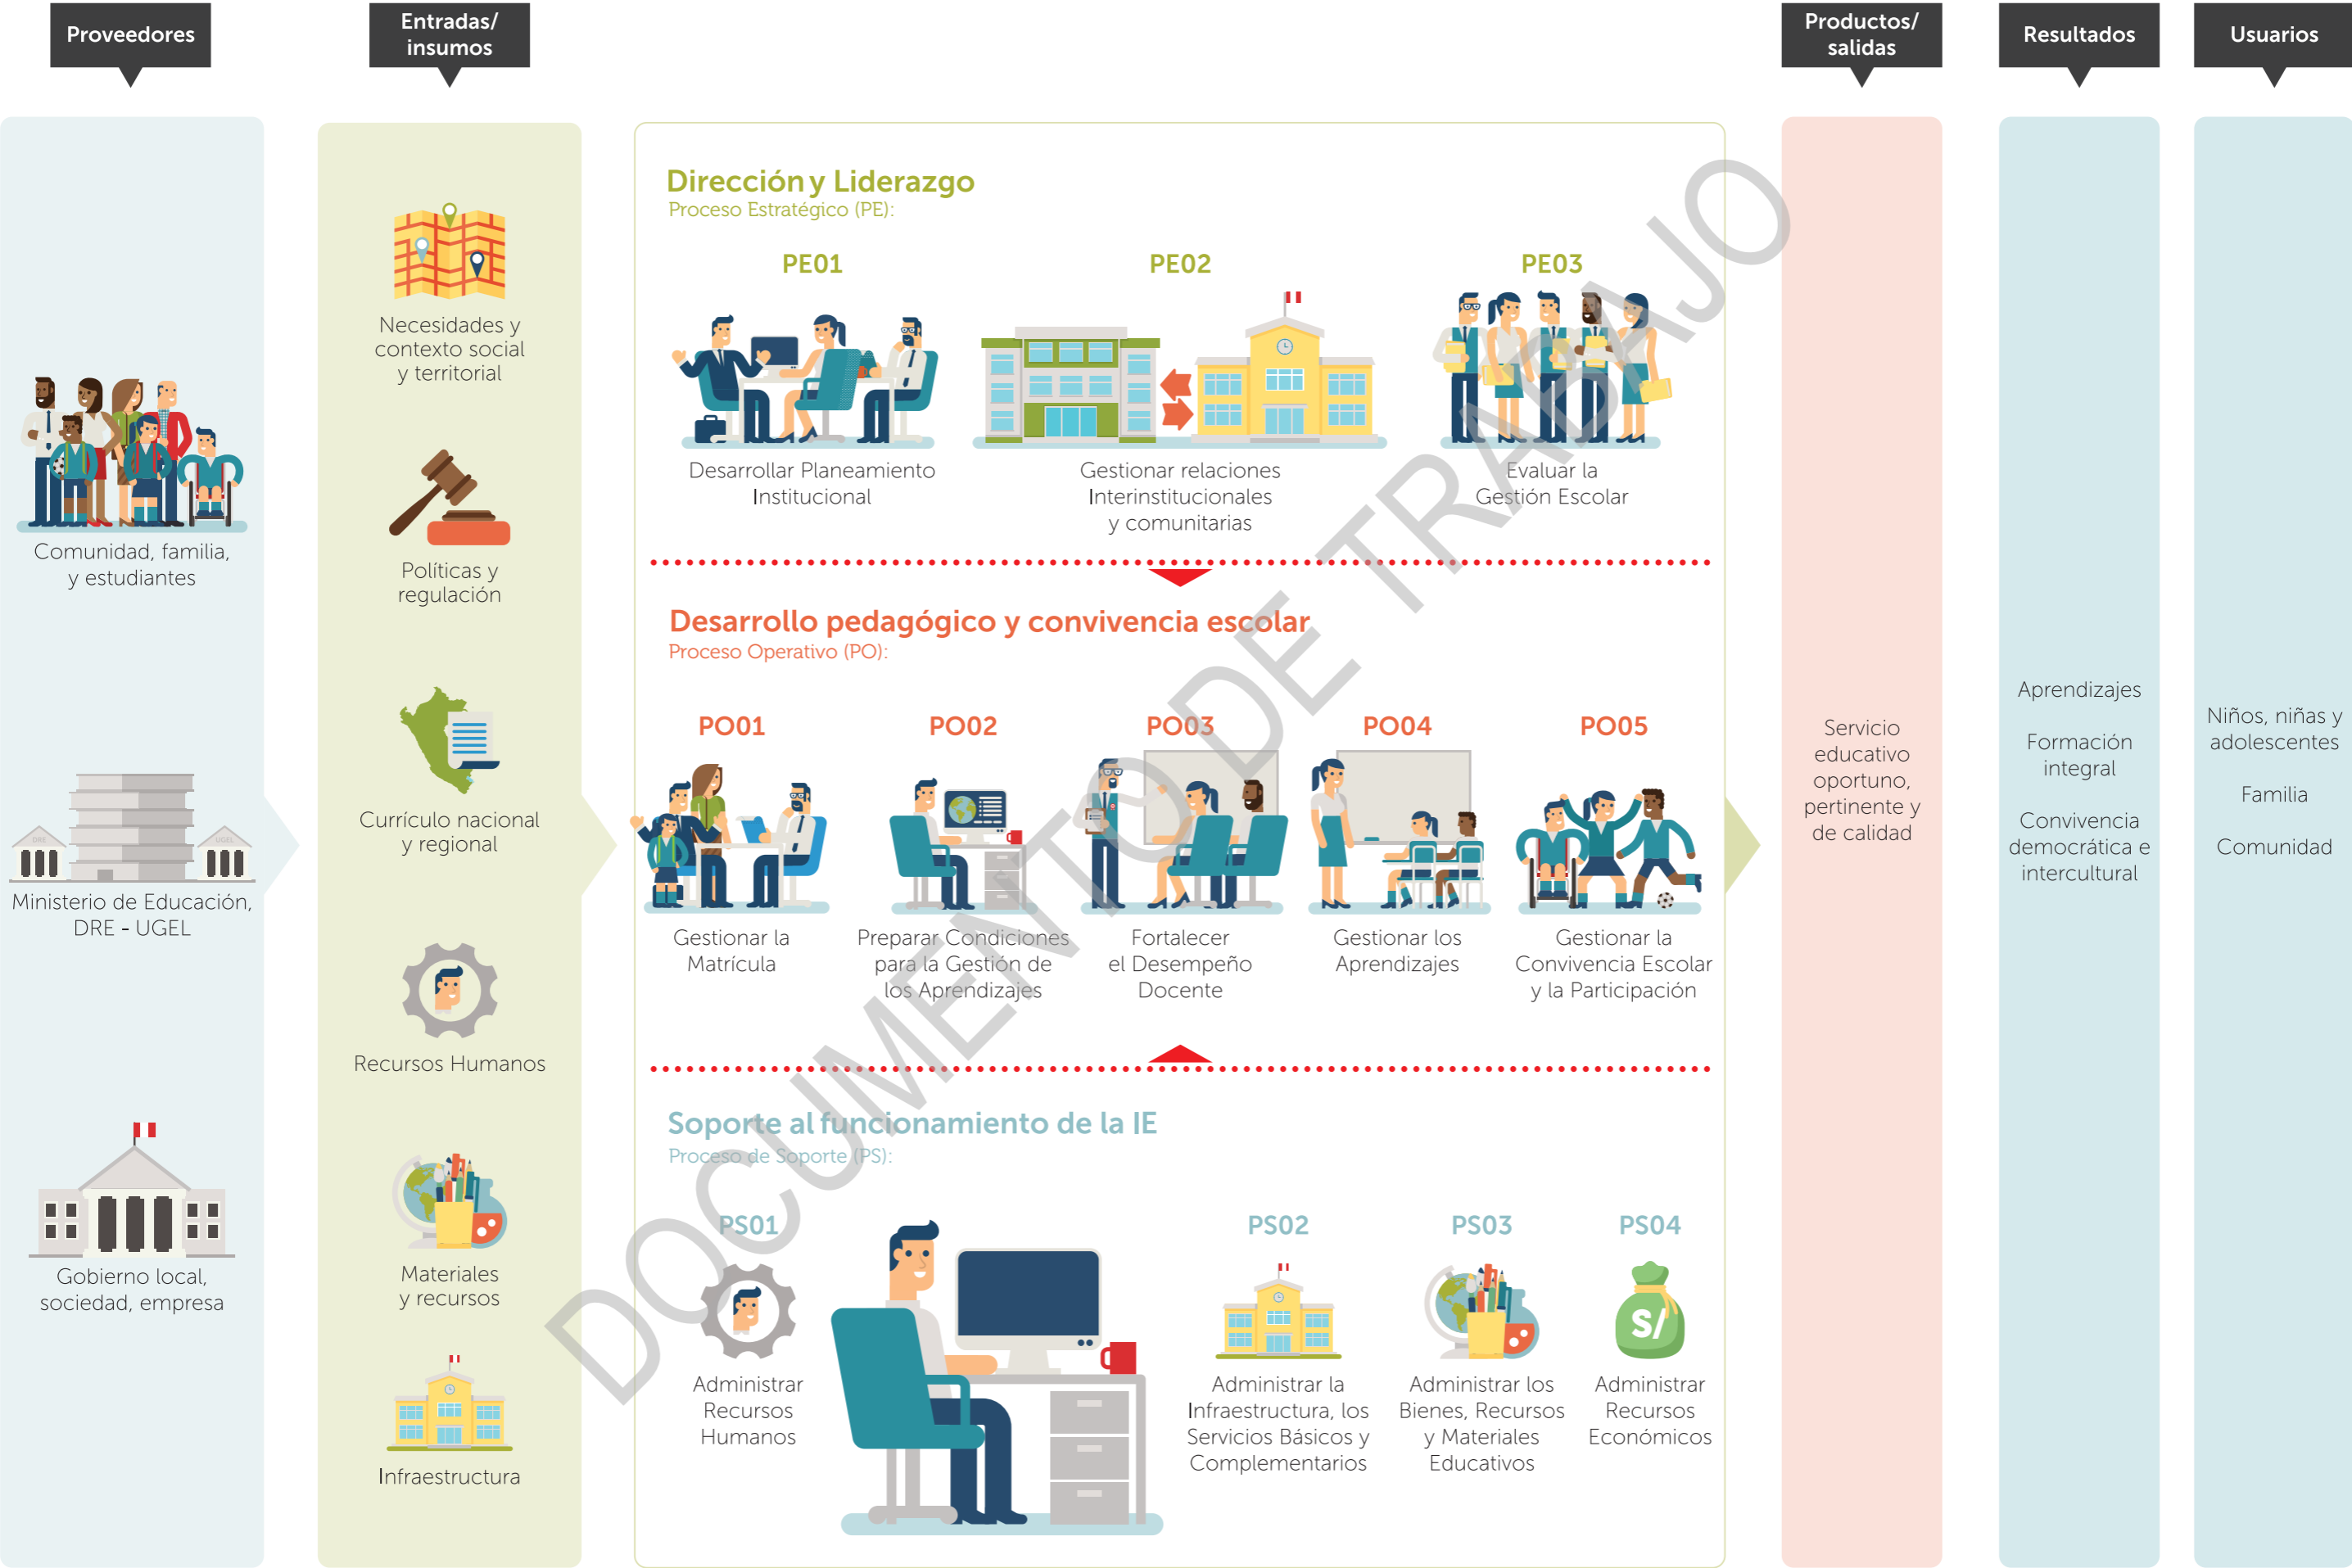 Proveedores
Entradas/
insumos
Productos/
salidas
Resultados
Usuarios
Comunidad, familia,
y estudiantes
DRE
UGEL
Ministerio de Educación,
DRE - UGEL
Gobierno local,
sociedad, empresa
Necesidades y
contexto social
y territorial
Políticas y
regulación
Currículo nacional
y regional
Recursos Humanos
Materiales
y recursos
Infraestructura
Dirección y Liderazgo
Proceso Estratégico (PE):
PE01
Desarrollar Planeamiento
Institucional
PE02
Gestionar relaciones
Interinstitucionales
y comunitarias
PE03
Evaluar la
Gestión Escolar
Desarrollo pedagógico y convivencia escolar
Proceso Operativo (PO):
PO01
Gestionar la
Matrícula
PO02
Preparar Condiciones
para la Gestión de
los Aprendizajes
PO03
Fortalecer
el Desempeño
Docente
PO04
Gestionar los
Aprendizajes
PO05
Gestionar la
Convivencia Escolar
y la Participación
Soporte al funcionamiento de la IE
Proceso de Soporte (PS):
PS01
Administrar
Recursos
Humanos
PS02
Administrar la
Infraestructura, los
Servicios Básicos y
Complementarios
PS03
Administrar los
Bienes, Recursos
y Materiales
Educativos
PS04
S/
Administrar
Recursos
Económicos
Servicio
educativo
oportuno,
pertinente y
de calidad
Aprendizajes
Formación
integral
Convivencia
democrática e
intercultural
Niños, niñas y
adolescentes
Familia
Comunidad
DOCUMENTO DE TRABAJO